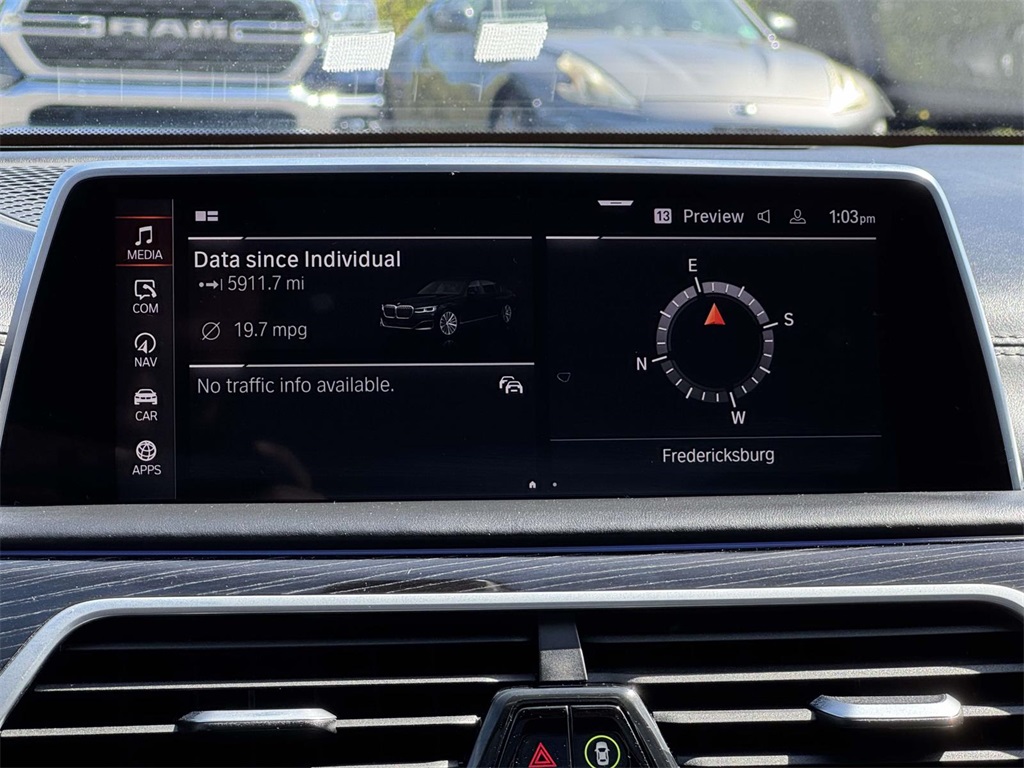 RAM
13 Preview 1:03pm
MEDIA
COM
NAV
CAR
APPS
Data since Individual
5911.7 mi
19.7 mpg
No traffic info available.
E
S
N
W
Fredericksburg